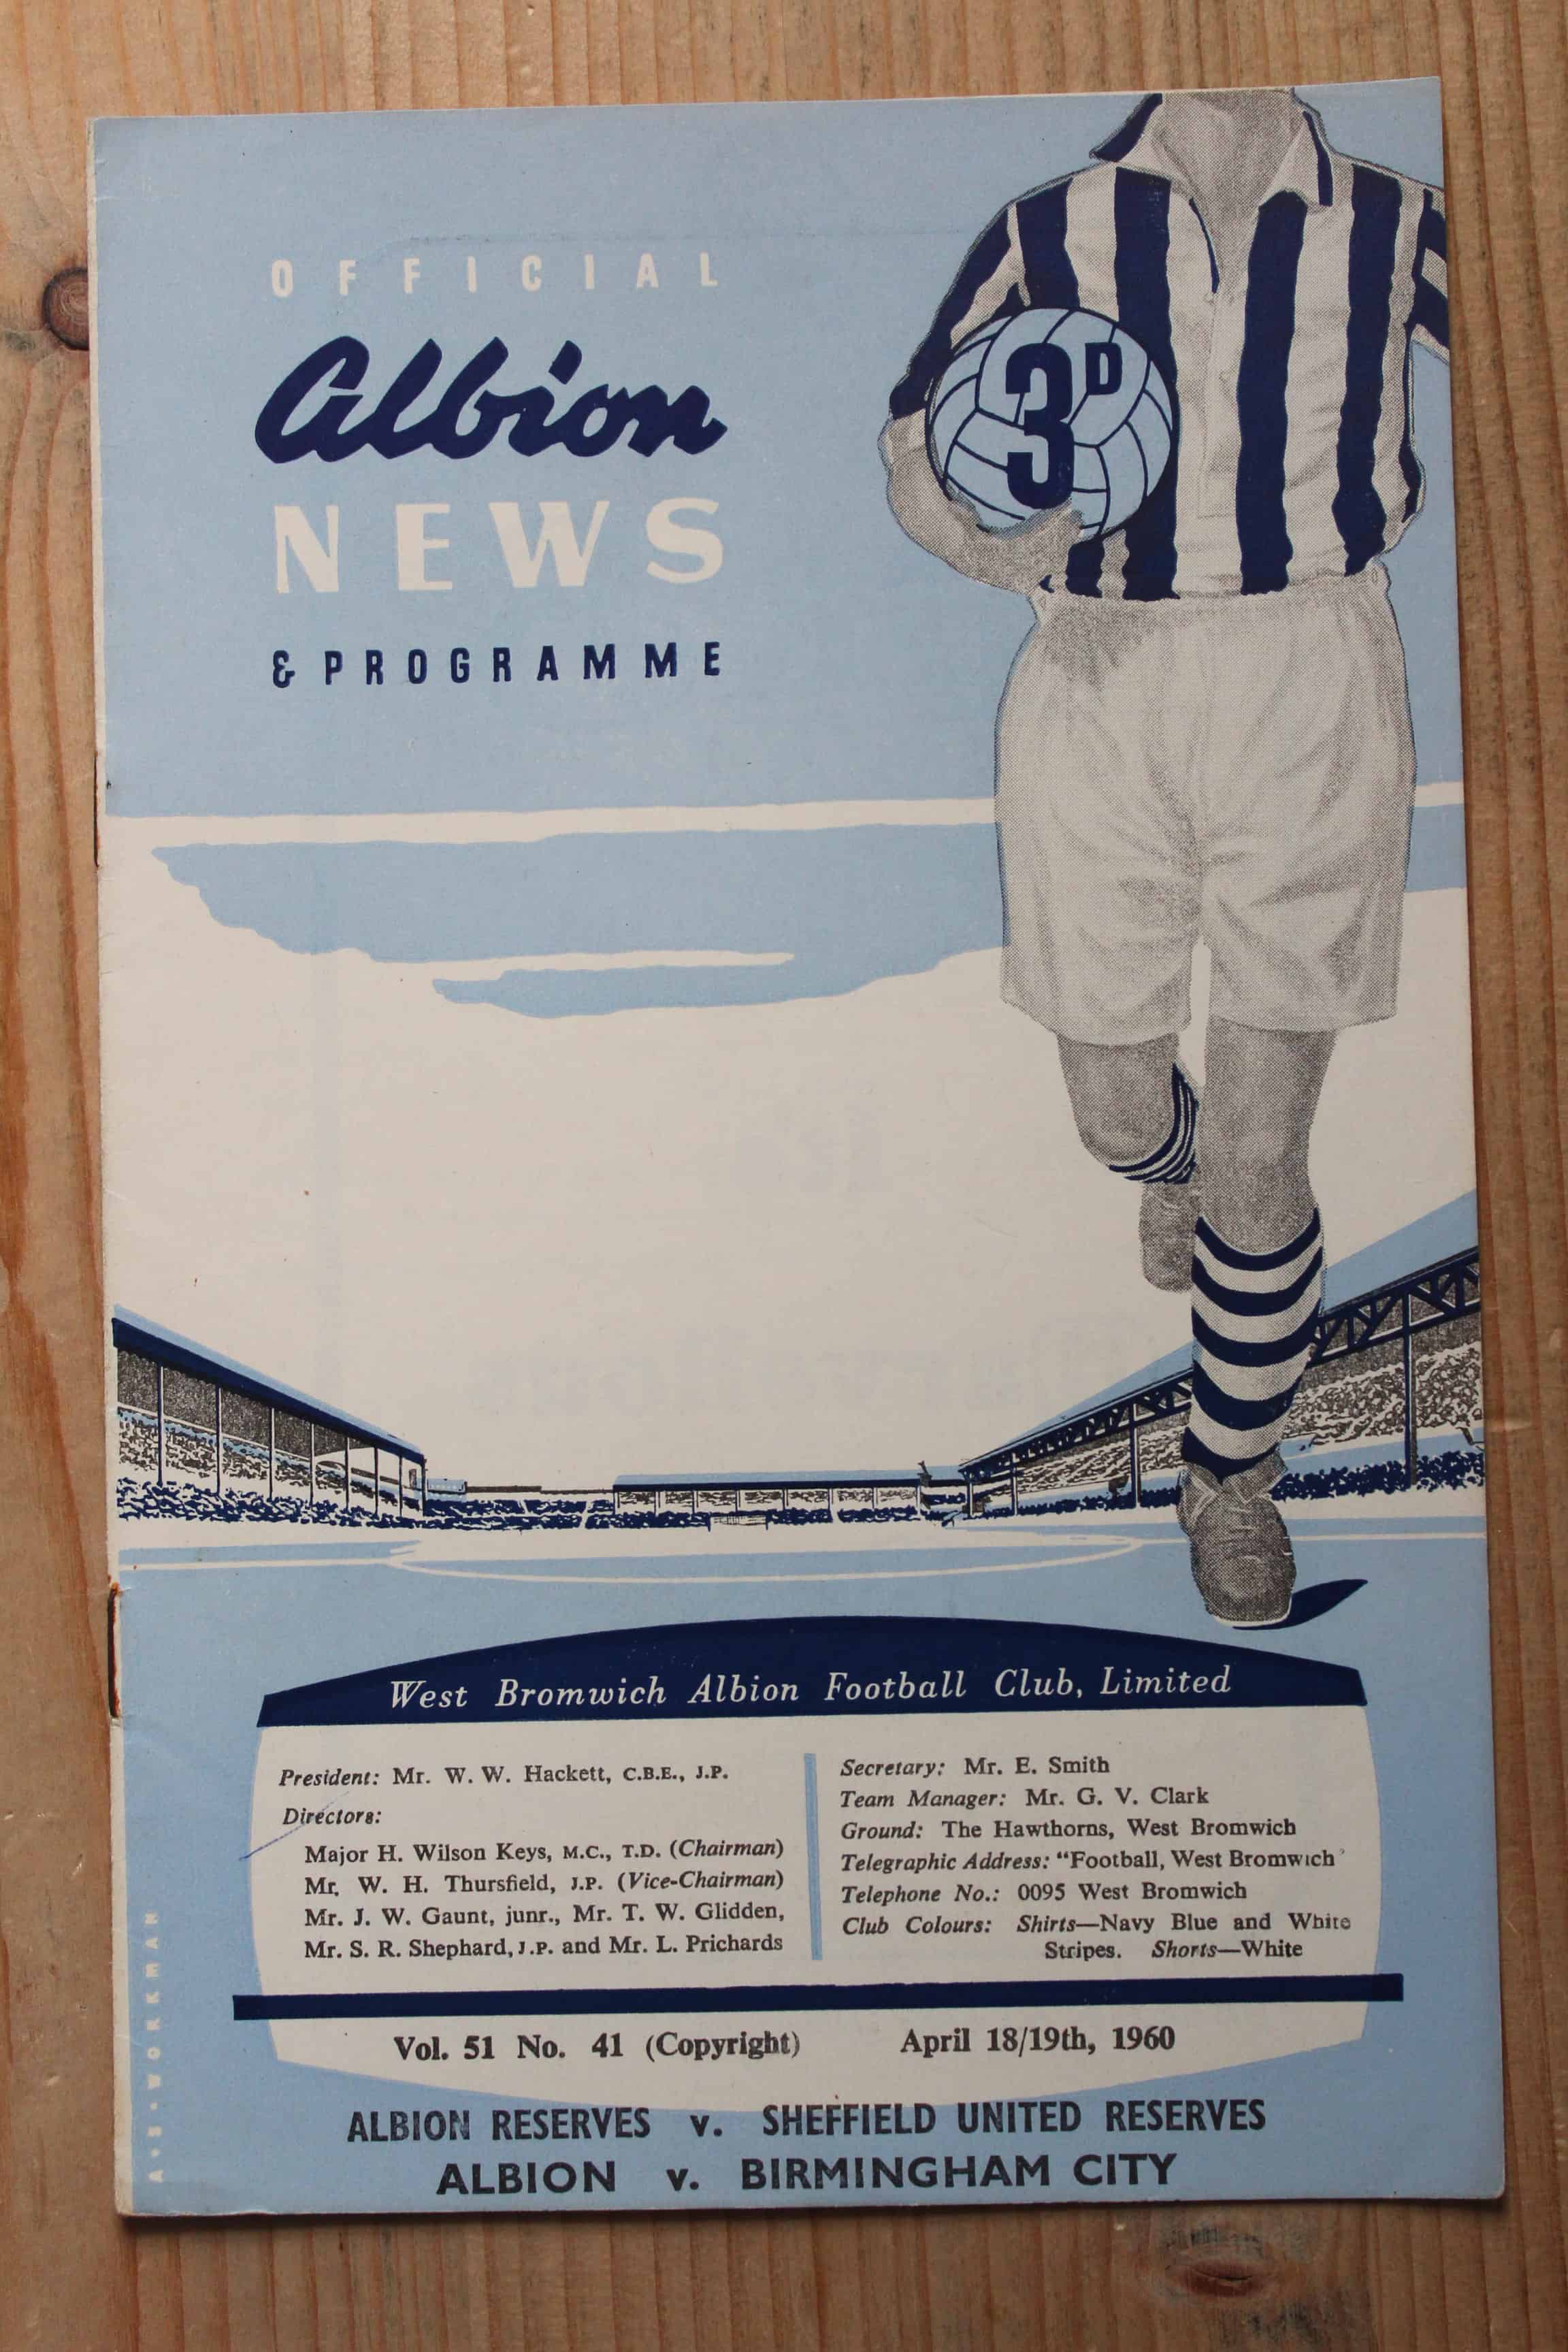 OFFICIAL
Albion
NEWS
& PROGRAMME
3D
West Bromwich Albion Football Club, Limited
President: Mr. W. W. Hackett, C.B.E., J.P.
Directors:
Major H. Wilson Keys, M.C., T.D. (Chairman)
Mr. W. H. Thursfield, J.P. (Vice-Chairman)
Mr. J. W. Gaunt, junr., Mr. T. W. Glidden,
Mr. S. R. Shephard, J.P. and Mr. L. Prichards
Secretary: Mr. E. Smith
Team Manager: Mr. G. V. Clark
Ground: The Hawthorns, West Bromwich
Telegraphic Address: "Football, West Bromwich'
Telephone No.: 0095 West Bromwich
Club Colours: Shirts—Navy Blue and White
Stripes. Shorts—White
Vol. 51 No. 41 (Copyright) April 18/19th, 1960
ALBION RESERVES v. SHEFFIELD UNITED RESERVES
ALBION v. BIRMINGHAM CITY
WORKMAN